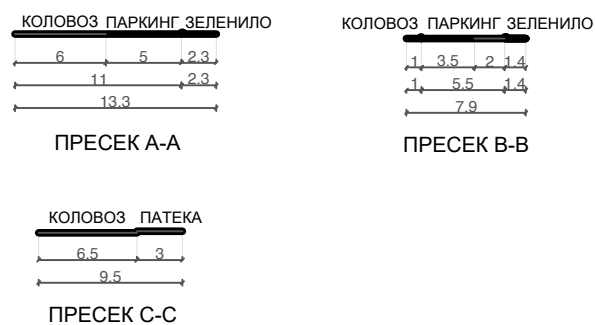 КОЛОВОЗ ПАРКИНГ ЗЕЛЕНИЛО
6 5 2.3
11 2.3
13.3
ПРЕСЕК А-А
КОЛОВОЗ ПАРКИНГ ЗЕЛЕНИЛО
1 3.5 2 1.4
1 5.5 1.4
7.9
ПРЕСЕК В-В
КОЛОВОЗ ПАТЕКА
6.5 3
9.5
ПРЕСЕК С-С